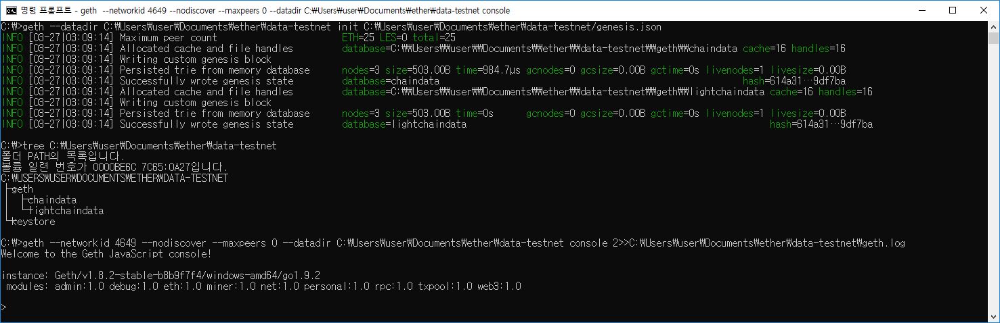 명령 프롬프트 - geth  --networkid 4649 --nodiscover --maxpeers 0 --datadir C:₩Users₩user₩Documents₩ether₩data-testnet console
C:₩>geth --datadir C:₩Users₩user₩Documents₩ether₩data-testnet init C:₩Users₩user₩Documents₩ether₩data-testnet/genesis.json
INFO [03-27|03:09:14] Maximum peer count                       ETH=25 LES=0 total=25
INFO [03-27|03:09:14] Allocated cache and file handles         database=C:₩₩Users₩₩user₩₩Documents₩₩ether₩₩data-testnet₩₩geth₩₩chaindata cache=16 handles=16
INFO [03-27|03:09:14] Writing custom genesis block
INFO [03-27|03:09:14] Persisted trie from memory database      nodes=3 size=503.00B time=984.7µs gcnodes=0 gcsize=0.00B gctime=0s livenodes=1 livesize=0.00B
INFO [03-27|03:09:14] Successfully wrote genesis state         database=chaindata                                                        hash=614a31…9df7ba
INFO [03-27|03:09:14] Allocated cache and file handles         database=C:₩₩Users₩₩user₩₩Documents₩₩ether₩₩data-testnet₩₩geth₩₩lightchaindata cache=16 handles=16
INFO [03-27|03:09:14] Writing custom genesis block
INFO [03-27|03:09:14] Persisted trie from memory database      nodes=3 size=503.00B time=0s      gcnodes=0 gcsize=0.00B gctime=0s livenodes=1 livesize=0.00B
INFO [03-27|03:09:14] Successfully wrote genesis state         database=lightchaindata                                                        hash=614a31…9df7ba
C:₩>tree C:₩Users₩user₩Documents₩ether₩data-testnet
폴더 PATH의 목록입니다.
볼륨 일련 번호가 0000BE6C 7C65:0A27입니다.
C:₩USERS₩USER₩DOCUMENTS₩ETHER₩DATA-TESTNET
├─geth
│  ├─chaindata
│  └─lightchaindata
└─keystore
C:₩>geth --networkid 4649 --nodiscover --maxpeers 0 --datadir C:₩Users₩user₩Documents₩ether₩data-testnet console 2>>C:₩Users₩user₩Documents₩ether₩data-testnet₩geth.log
Welcome to the Geth JavaScript console!
instance: Geth/v1.8.2-stable-b8b9f7f4/windows-amd64/go1.9.2
 modules: admin:1.0 debug:1.0 eth:1.0 miner:1.0 net:1.0 personal:1.0 rpc:1.0 txpool:1.0 web3:1.0
>